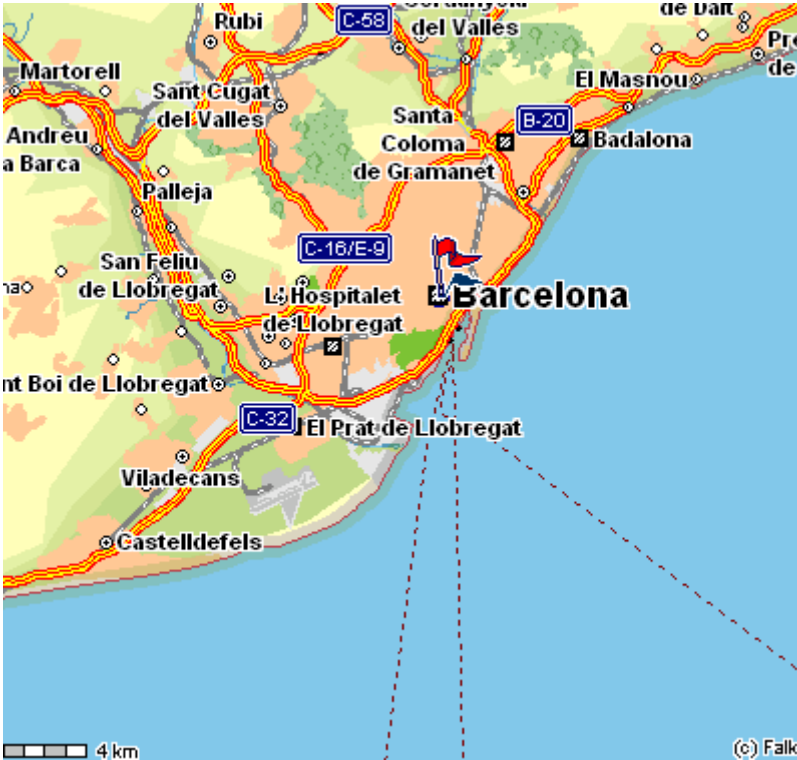 C-58
Rubi
del Valles
de Dalt
Martorell
Sant Cugat
del Valles
El Masnou
de
Santa
Coloma
de Gramanet
B-20
Badalona
Andreu
a Barca
Palleja
C-16/E-9
San Feliu
de Llobregat
L' Hospitalet
de Llobregat
Barcelona
nt Boi de Llobregat
C-32
El Prat de Llobregat
Viladecans
Castelldefels
4 km
(c) Falk